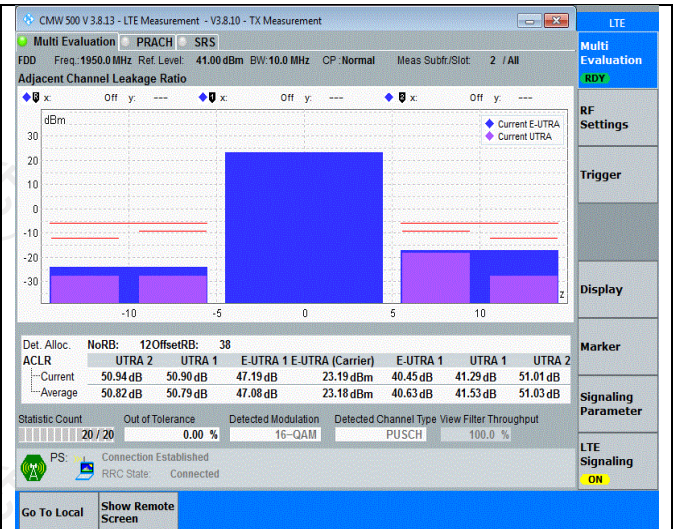 CMW 500 V 3.8.13 - LTE Measurement - V3.8.10 - TX Measurement
LTE
Multi Evaluation PRACH SRS
Multi
Evaluation
RDY
FDD Freq.:1950.0 MHz Ref. Level: 41.00 dBm BW:10.0 MHz CP :Normal Meas Subfr/Slot: 2 / All
Adjacent Channel Leakage Ratio
0 x: Off y: --- 1 x: Off y: --- 2 x: Off y: ---
dBm
Current E-UTRA
Current UTRA
30
20
10
0
-10
-20
-30
z
-10 -5 0 5 10
RF
Settings
Trigger
Display
Marker
Signaling
Parameter
LTE
Signaling
ON
Det. Alloc. NoRB: 12OffsetRB: 38
ACLR UTRA 2 UTRA 1 E-UTRA 1 E-UTRA (Carrier) E-UTRA 1 UTRA 1 UTRA 2
Current 50.94 dB 50.90 dB 47.19 dB 23.19 dBm 40.45 dB 41.29 dB 51.01 dB
Average 50.82 dB 50.79 dB 47.08 dB 23.18 dBm 40.63 dB 41.53 dB 51.03 dB
Statistic Count Out of Tolerance Detected Modulation Detected Channel Type View Filter Throughput
20 / 20 0.00 % 16-QAM PUSCH 100.0 %
PS: Connection Established
RRC State: Connected
Go To Local
Show Remote
Screen